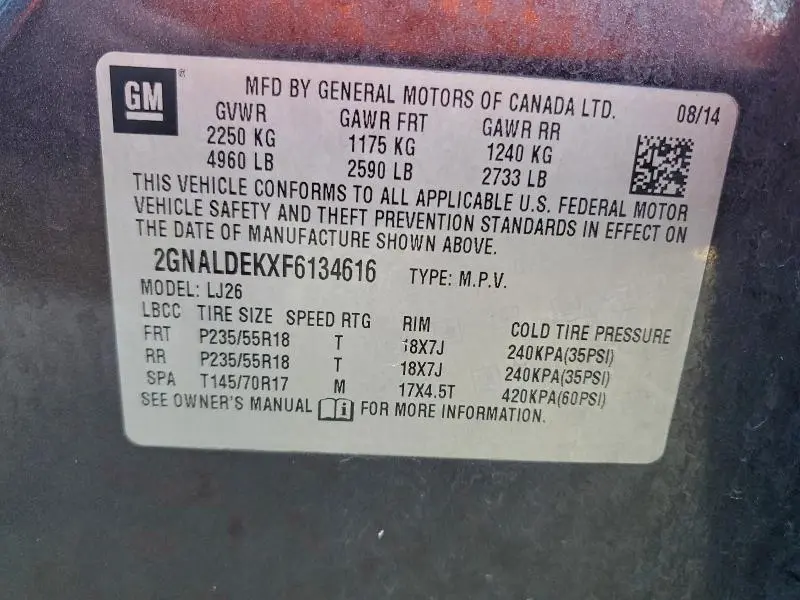 GM
MFD BY GENERAL MOTORS OF CANADA LTD. 08/14
GVWR GAWR FRT GAWR RR
2250 KG 1175 KG 1240 KG
4960 LB 2590 LB 2733 LB
THIS VEHICLE CONFORMS TO ALL APPLICABLE U.S. FEDERAL MOTOR
VEHICLE SAFETY AND THEFT PREVENTION STANDARDS IN EFFECT ON
THE DATE OF MANUFACTURE SHOWN ABOVE.
2GNALDEKXF6134616 TYPE: M.P.V.
MODEL: LJ26
LBCC TIRE SIZE SPEED RTG RIM COLD TIRE PRESSURE
FRT P235/55R18 T 18X7J 240KPA(35PSI)
RR P235/55R18 T 18X7J 240KPA(35PSI)
SPA T145/70R17 M 17X4.5T 420KPA(60PSI)
SEE OWNER'S MANUAL i FOR MORE INFORMATION.